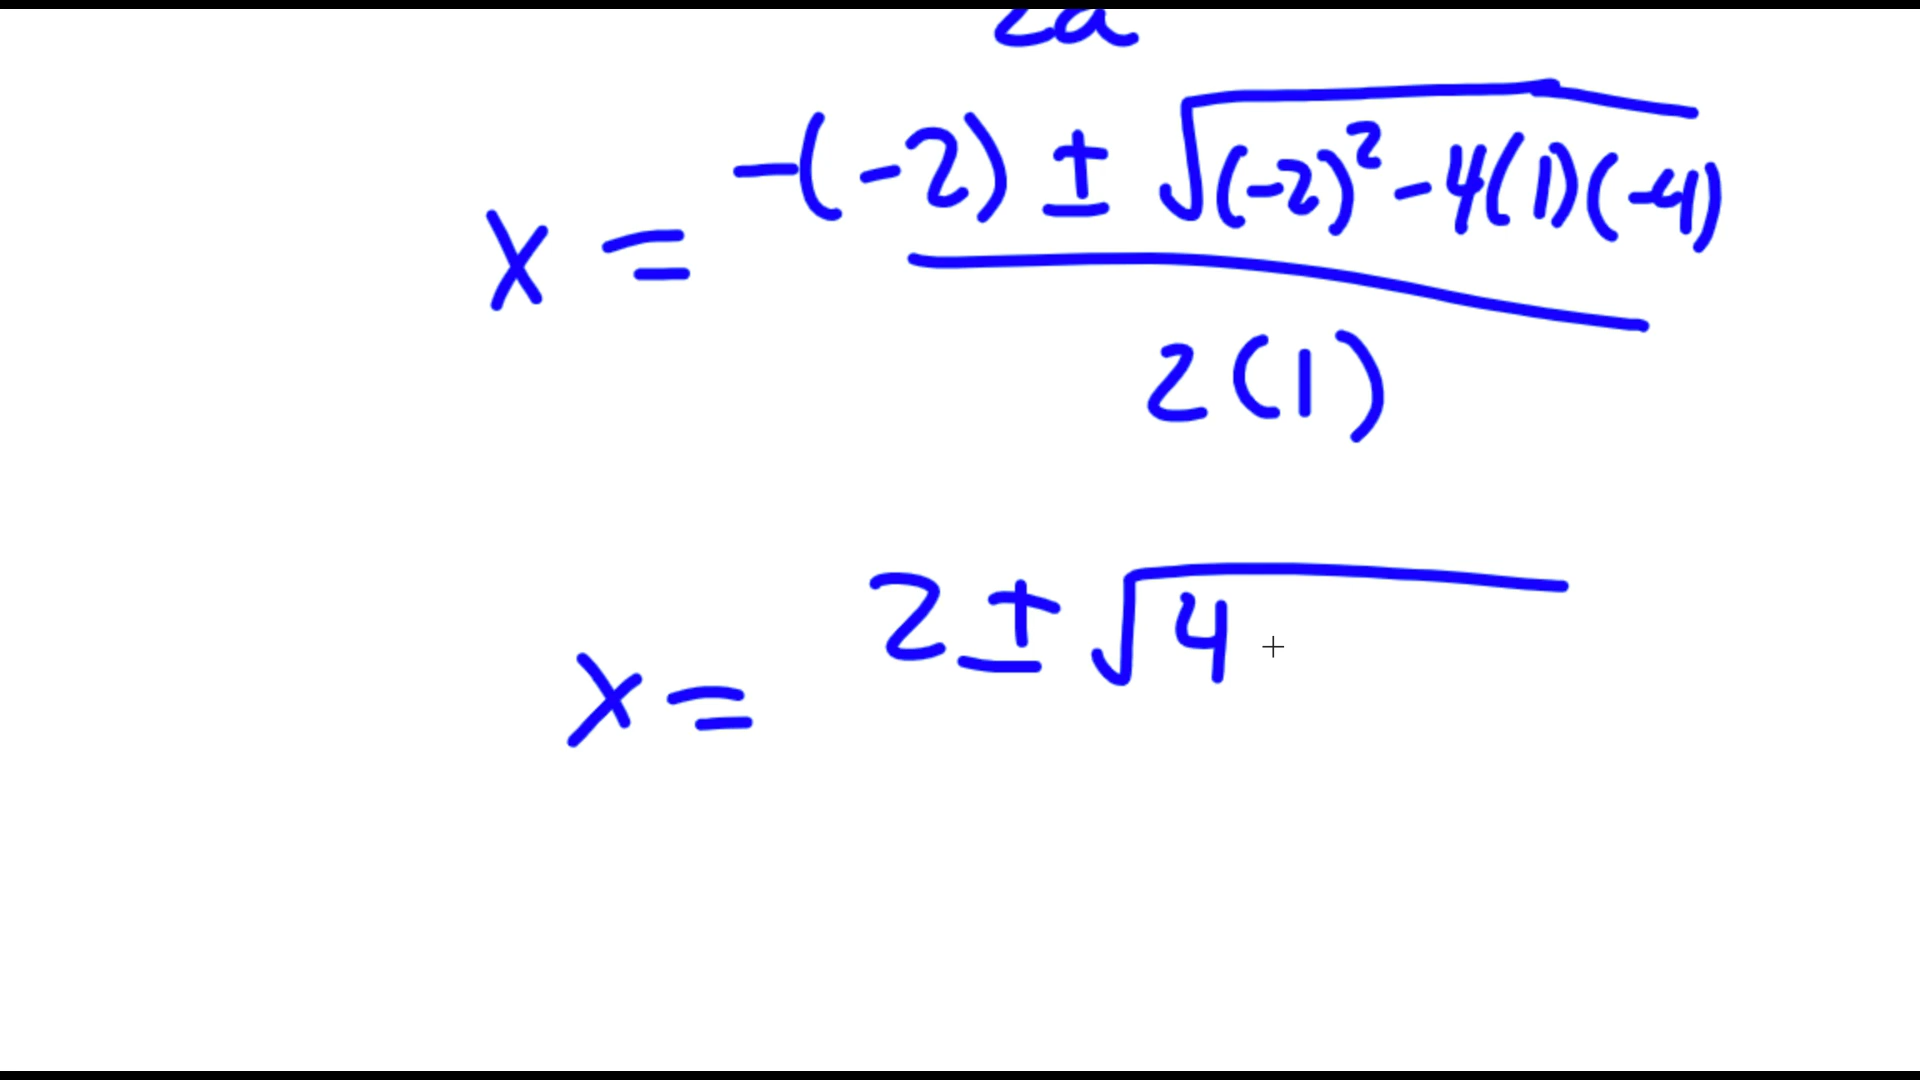 2a
x = -(-2) ± √(-2)² - 4(1)(-4)
2(1)
x = 2 ± √4